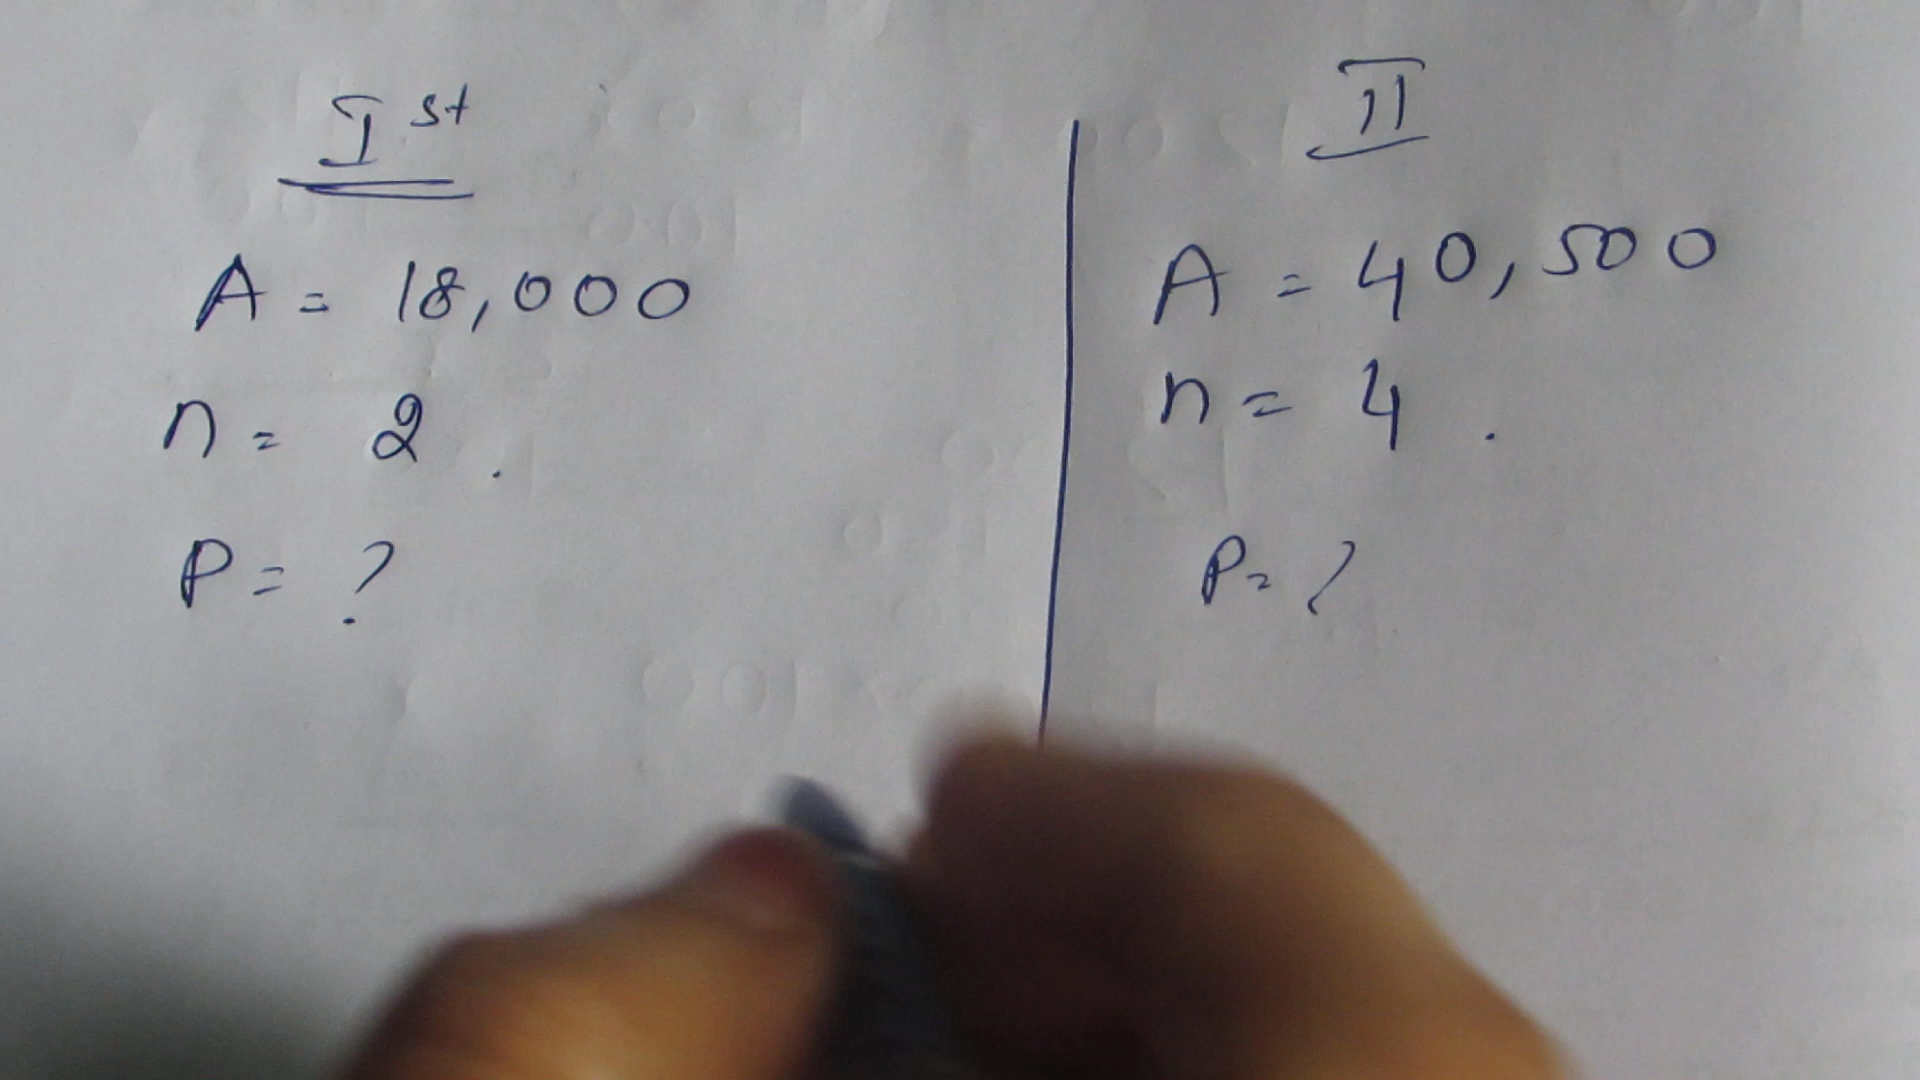 Ist
A = 18,000
n = 2.
P = ?
II
A = 40,500
n = 4.
P = ?